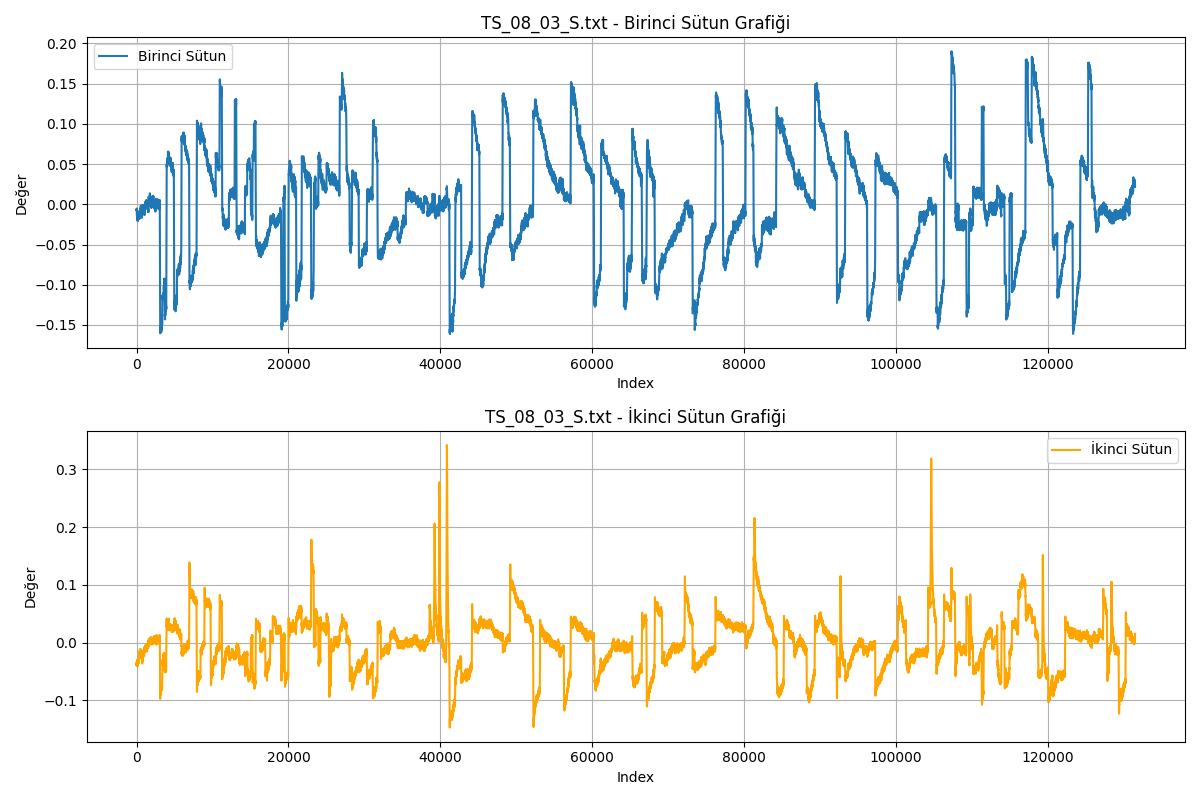 TS_08_03_S.txt - Birinci Sütun Grafiği
Birinci Sütun
Değer
0.20
0.15
0.10
0.05
0.00
−0.05
−0.10
−0.15
0 20000 40000 60000 80000 100000 120000
Index
TS_08_03_S.txt - İkinci Sütun Grafiği
İkinci Sütun
Değer
0.3
0.2
0.1
0.0
−0.1
0 20000 40000 60000 80000 100000 120000
Index